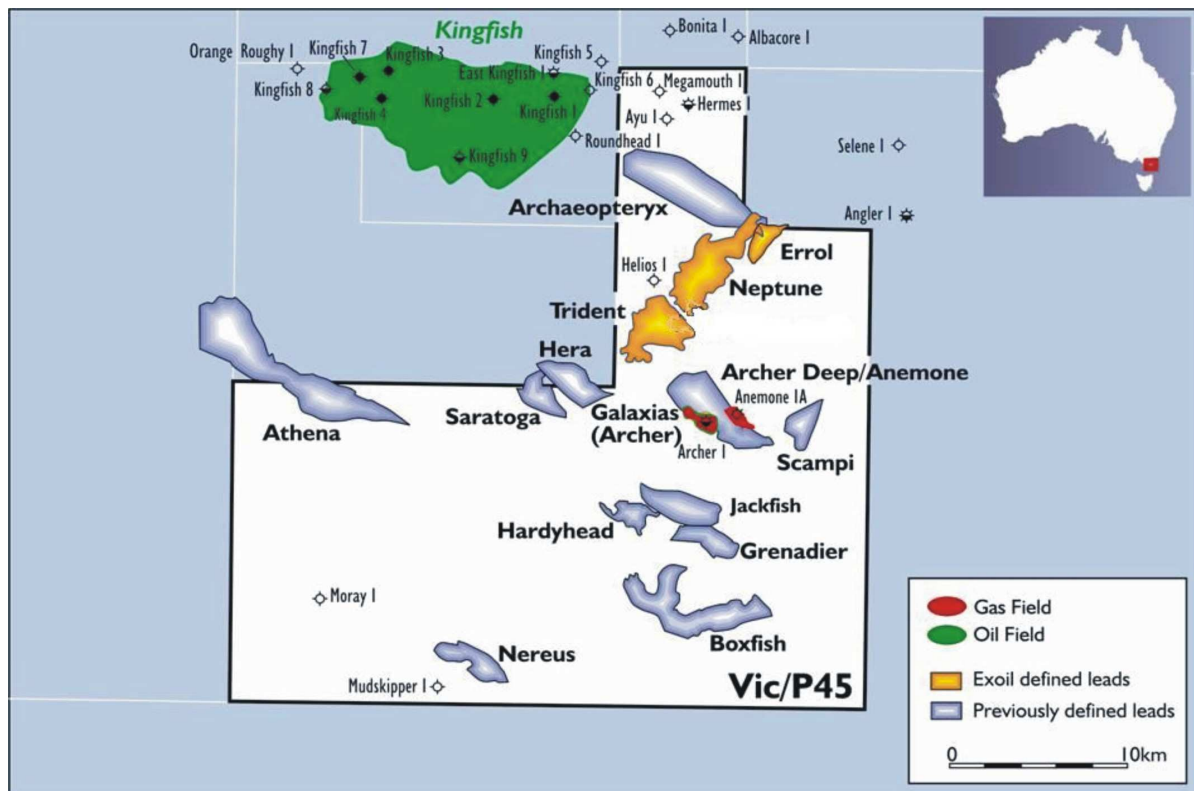 Kingfish
Bonita 1
Albacore 1
Orange Roughy 1
Kingfish 7
Kingfish 3
Kingfish 5
East Kingfish 1
Kingfish 8
Kingfish 6
Megamouth 1
Kingfish 4
Kingfish 2
Kingfish 1
Hermes 1
Ayu 1
Roundhead 1
Selene 1
Kingfish 9
Archaeopteryx
Angler 1
Errol
Helios 1
Neptune
Trident
Hera
Archer Deep/Anemone
Anemone 1A
Saratoga
Galaxias
(Archer)
Athena
Archer 1
Scampi
Jackfish
Hardyhead
Grenadier
Moray 1
Boxfish
Nereus
Mudskipper 1
Vic/P45
Gas Field
Oil Field
Exoil defined leads
Previously defined leads
0 10km